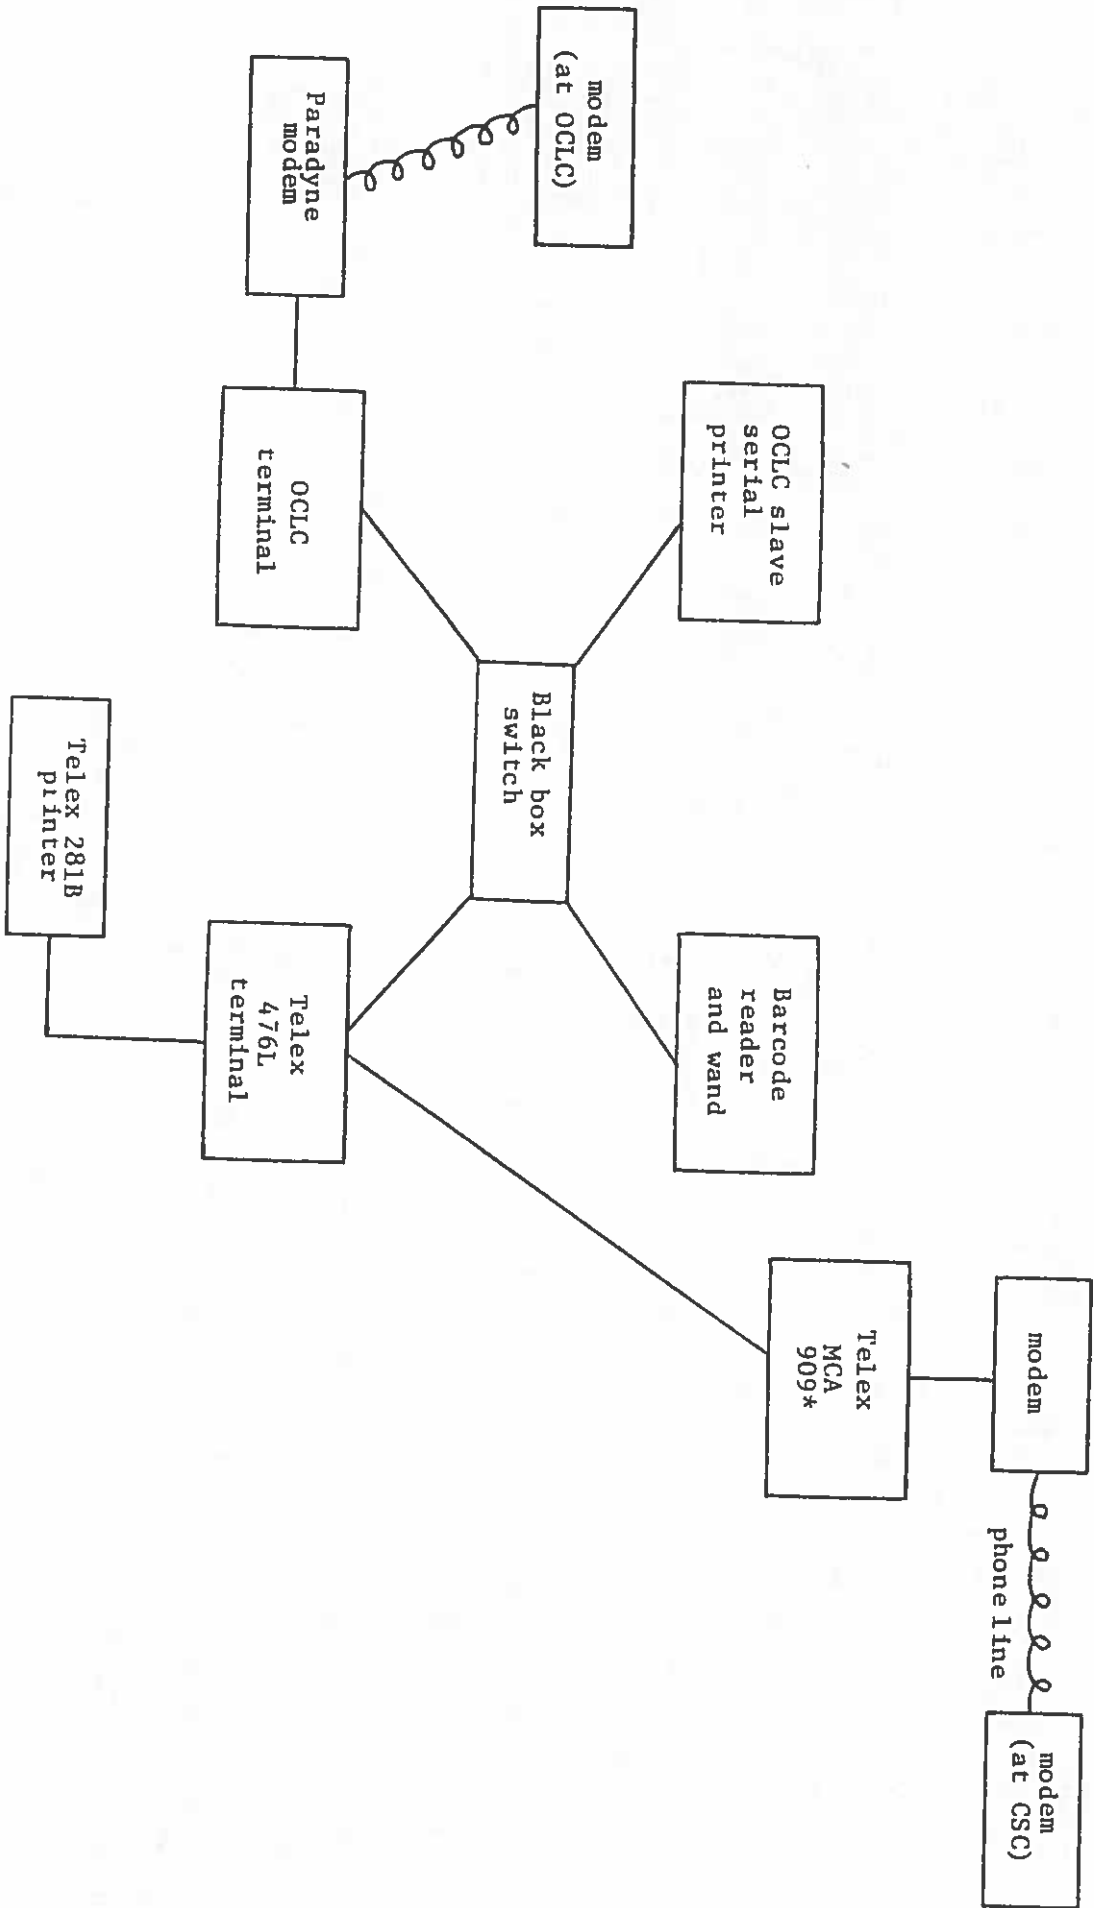 modem
(at OCLC)
Paradyne
modem
OCLC slave
serial
printer
OCLC
terminal
Black box
switch
Telex 281B
printer
Barcode
reader
and wand
Telex
476L
terminal
Telex
MCA
909*
modem
phone line
modem
(at CSC)